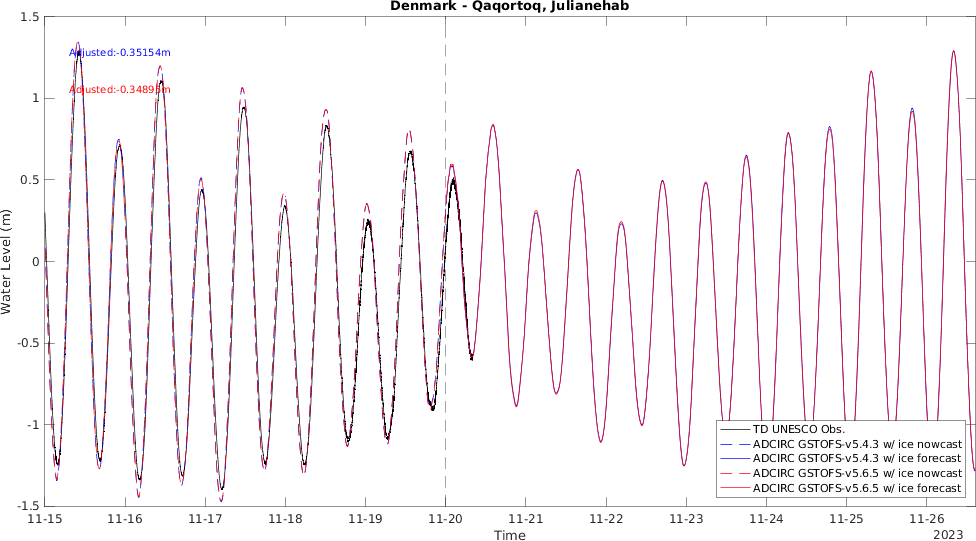 Denmark - Qaqortoq, Julianehab
Adjusted:-0.35154m
Adjusted:-0.34893m
Water Level (m)
1.5
1
0.5
0
-0.5
-1
-1.5
TD UNESCO Obs.
ADCIRC GSTOFS-v5.4.3 w/ ice nowcast
ADCIRC GSTOFS-v5.4.3 w/ ice forecast
ADCIRC GSTOFS-v5.6.5 w/ ice nowcast
ADCIRC GSTOFS-v5.6.5 w/ ice forecast
11-15 11-16 11-17 11-18 11-19 11-20 11-21 11-22 11-23 11-24 11-25 11-26
Time
2023